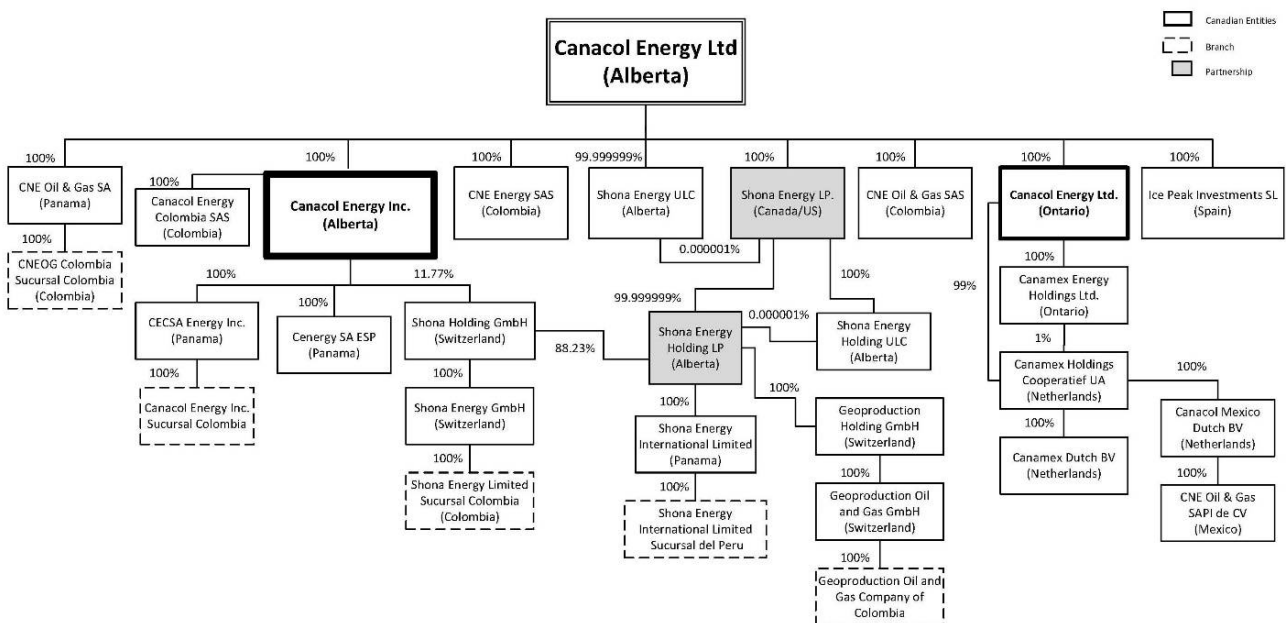 Canacol Energy Ltd
(Alberta)
Canadian Entities
Branch
Partnership
100%
100%
100%
99.999999%
100%
100%
100%
100%
CNE Oil & Gas SA
(Panama)
100%
Canacol Energy
Colombia SAS
(Colombia)
Canacol Energy Inc.
(Alberta)
CNE Energy SAS
(Colombia)
Shona Energy ULC
(Alberta)
Shona Energy LP.
(Canada/US)
CNE Oil & Gas SAS
(Colombia)
Canacol Energy Ltd.
(Ontario)
Ice Peak Investments SL
(Spain)
100%
0.000001%
100%
CNEOG Colombia
Sucursal Colombia
(Colombia)
100%
11.77%
100%
99.999999%
100%
99%
Canamex Energy
Holdings Ltd.
(Ontario)
CECSA Energy Inc.
(Panama)
Cenergy SA ESP
(Panama)
Shona Holding GmbH
(Switzerland)
88.23%
Shona Energy
Holding LP
(Alberta)
0.000001%
Shona Energy
Holding ULC
(Alberta)
1%
100%
100%
100%
100%
Canamex Holdings
Cooperatief UA
(Netherlands)
100%
Canacol Energy Inc.
Sucursal Colombia
Shona Energy GmbH
(Switzerland)
Shona Energy
International Limited
(Panama)
Geoproduction
Holding GmbH
(Switzerland)
100%
Canacol Mexico
Dutch BV
(Netherlands)
100%
100%
100%
Canamex Dutch BV
(Netherlands)
100%
Shona Energy Limited
Sucursal Colombia
(Colombia)
Shona Energy
International Limited
Sucursal del Peru
Geoproduction Oil
and Gas GmbH
(Switzerland)
CNE Oil & Gas
SAPI de CV
(Mexico)
100%
Geoproduction Oil and
Gas Company of
Colombia